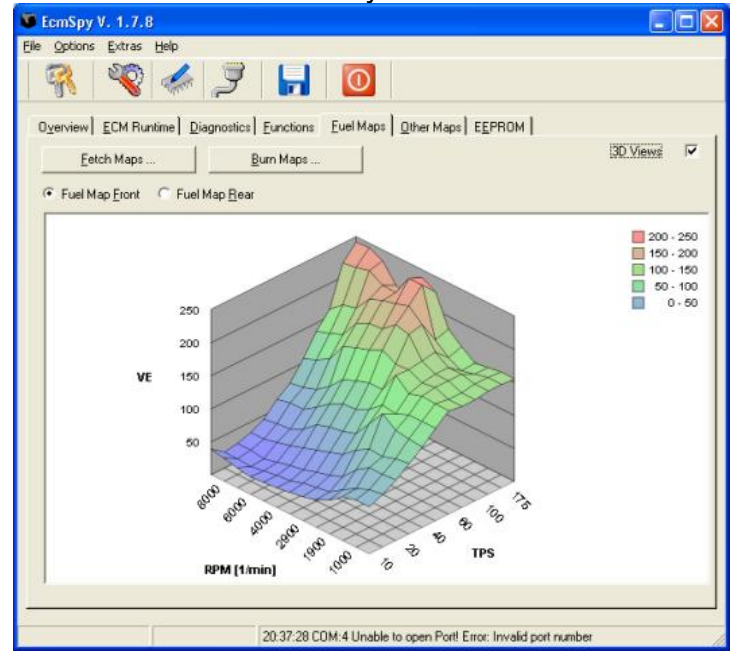 EcmSpy V. 1.7.8
File Options Extras Help
Overview ECM Runtime Diagnostics Functions Fuel Maps Other Maps EEPROM
Fetch Maps ... Burn Maps ... 3D Views
Fuel Map Front Fuel Map Rear
200 - 250
150 - 200
100 - 150
50 - 100
0 - 50
250
200
VE 150
100
50
8000 6000 4000 2900 1900 1000
10 20 40 60 100 175
RPM [1/min]
TPS
20:37:28 COM:4 Unable to open Port! Error: Invalid port number